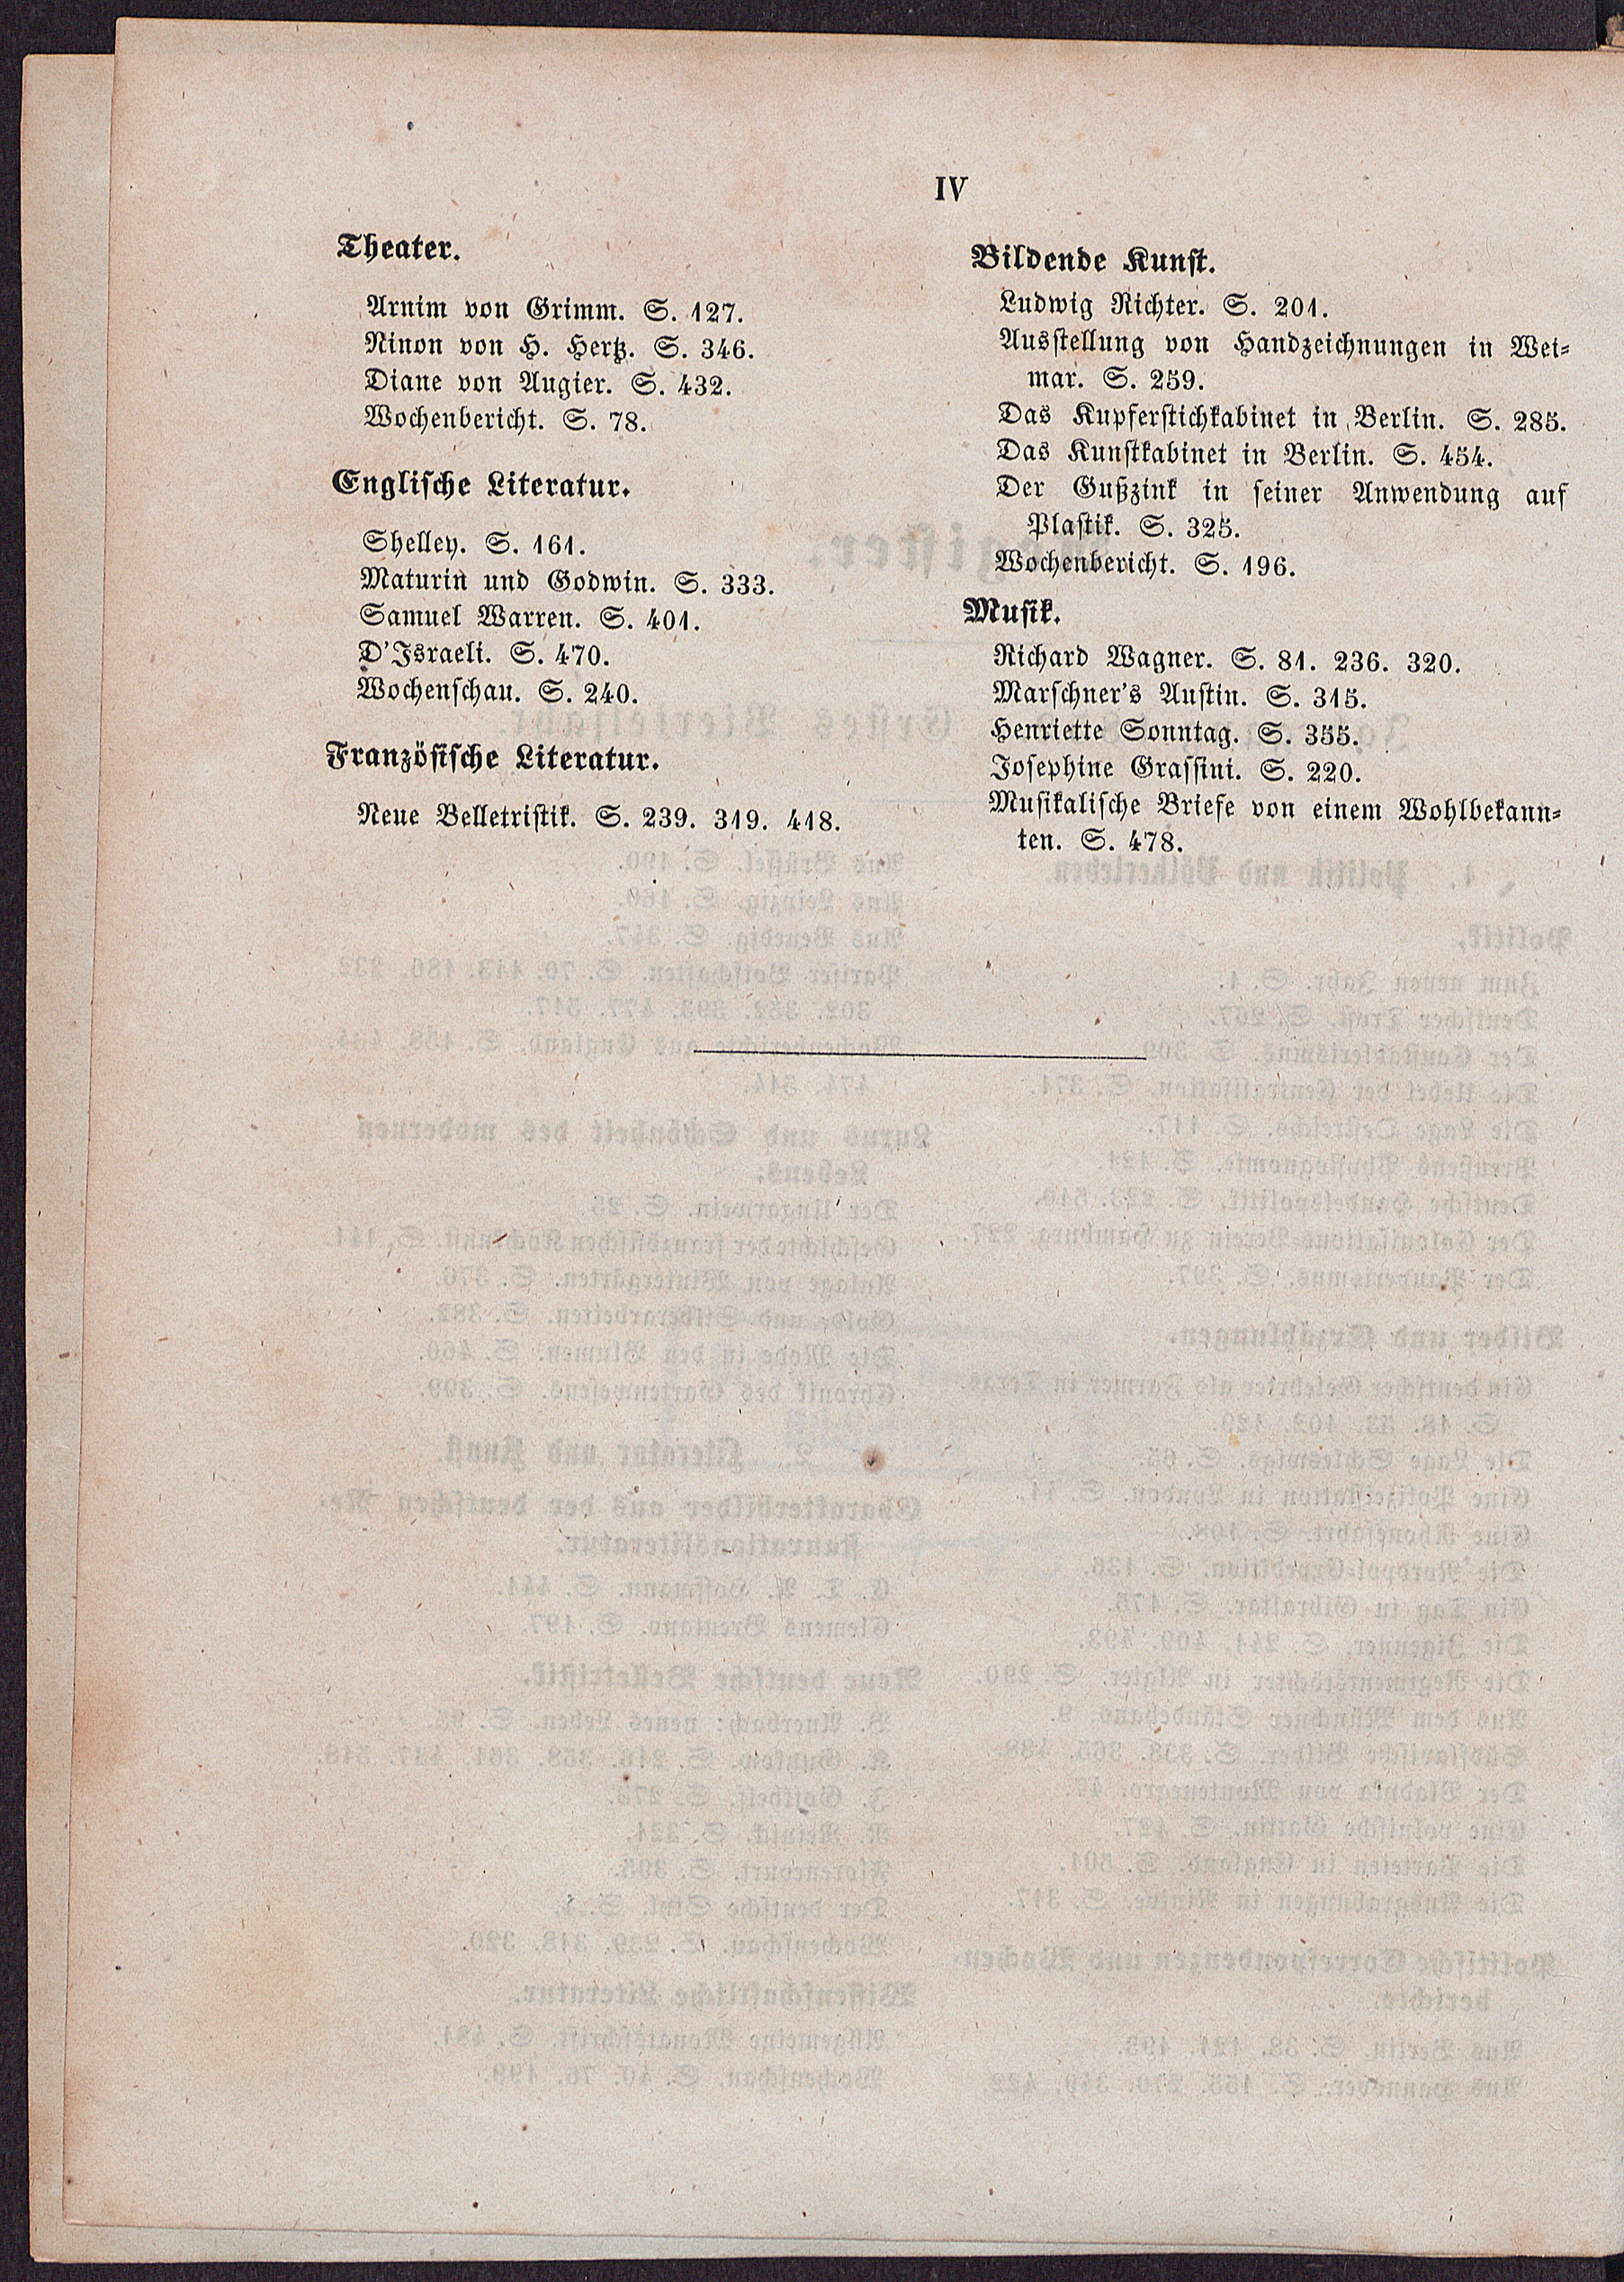 IV
Theater.
Arnim von Grimm. S. 127.
Ninon von H. Hertz. S. 346.
Diane von Augier. S. 432.
Wochenbericht. S. 78.
Englische Literatur.
Shelley. S. 161.
Maturin und Godwin. S. 333.
Samuel Warren. S. 401.
D'Israeli. S. 470.
Wochenschau. S. 240.
Französische Literatur.
Neue Belletristik. S. 239. 319. 418.
Bildende Kunst.
Ludwig Richter. S. 201.
Ausstellung von Handzeichnungen in Wei-
mar. S. 259.
Das Kupferstichkabinet in Berlin. S. 285.
Das Kunstkabinet in Berlin. S. 454.
Der Gußzink in seiner Anwendung auf
Plastik. S. 325.
Wochenbericht. S. 196.
Musik.
Richard Wagner. S. 81. 236. 320.
Marschner's Austin. S. 315.
Henriette Sonntag. S. 355.
Josephine Grassini. S. 220.
Musikalische Briefe von einem Wohlbekann-
ten. S. 478.